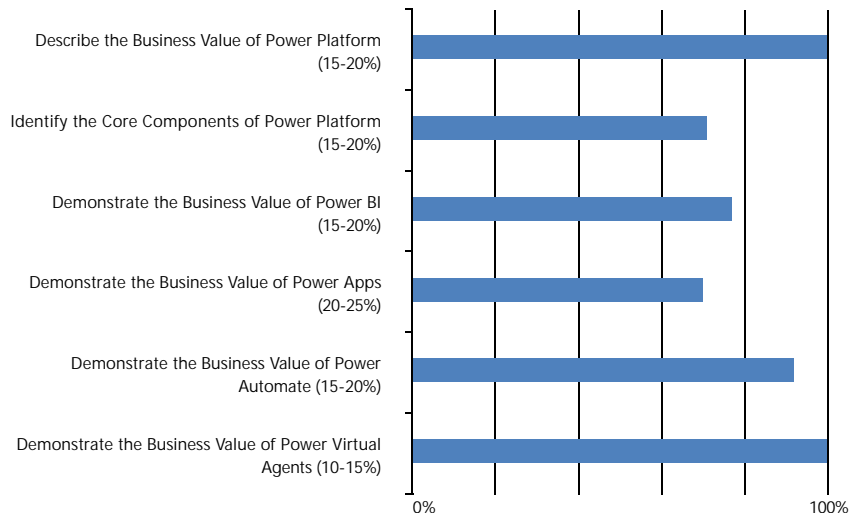 Describe the Business Value of Power Platform
(15-20%)
Identify the Core Components of Power Platform
(15-20%)
Demonstrate the Business Value of Power BI
(15-20%)
Demonstrate the Business Value of Power Apps
(20-25%)
Demonstrate the Business Value of Power
Automate (15-20%)
Demonstrate the Business Value of Power Virtual
Agents (10-15%)
0% 100%